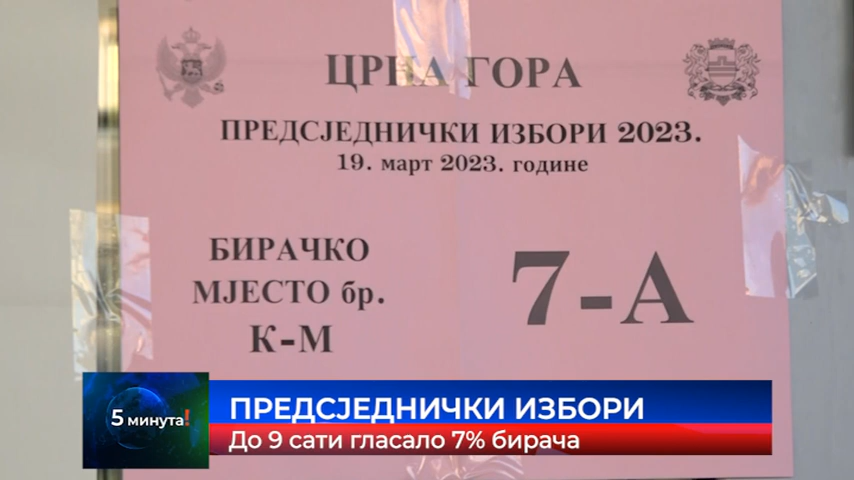 ЦРНА ГОРА
ПРЕДСЈЕДНИЧКИ ИЗБОРИ 2023.
19. март 2023. године
БИРАЧКО
МЈЕСТО бр.
К-М
7-А
5 минута!
ПРЕДСЈЕДНИЧКИ ИЗБОРИ
До 9 сати гласало 7% бирача